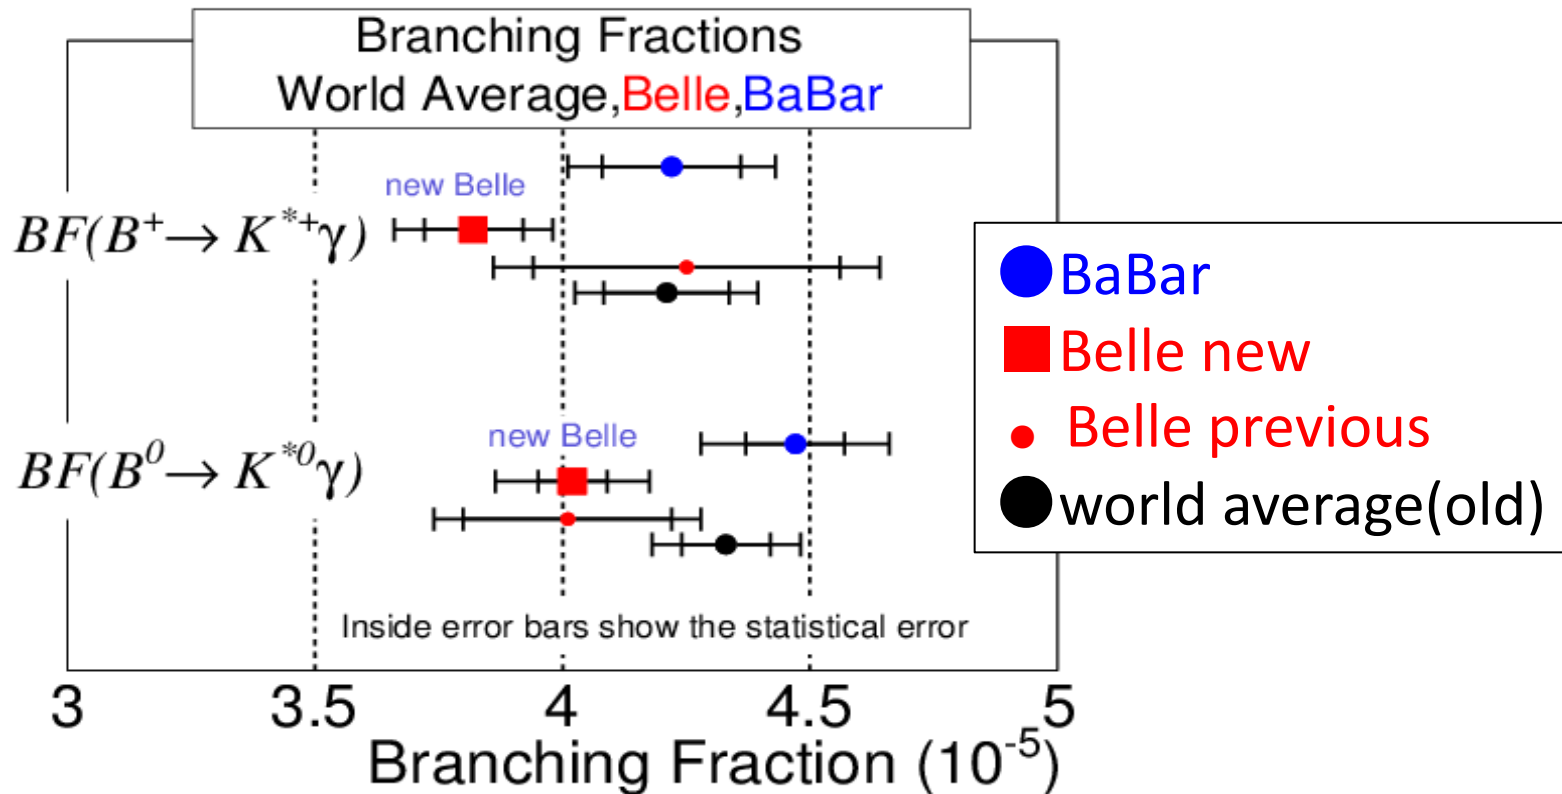 Branching Fractions
World Average,Belle,BaBar
new Belle
BF(B⁺→ K*⁺γ)
new Belle
BF(B⁰→ K*⁰γ)
Inside error bars show the statistical error
3 3.5 4 4.5 5
Branching Fraction (10⁻⁵)
BaBar
Belle new
Belle previous
world average(old)